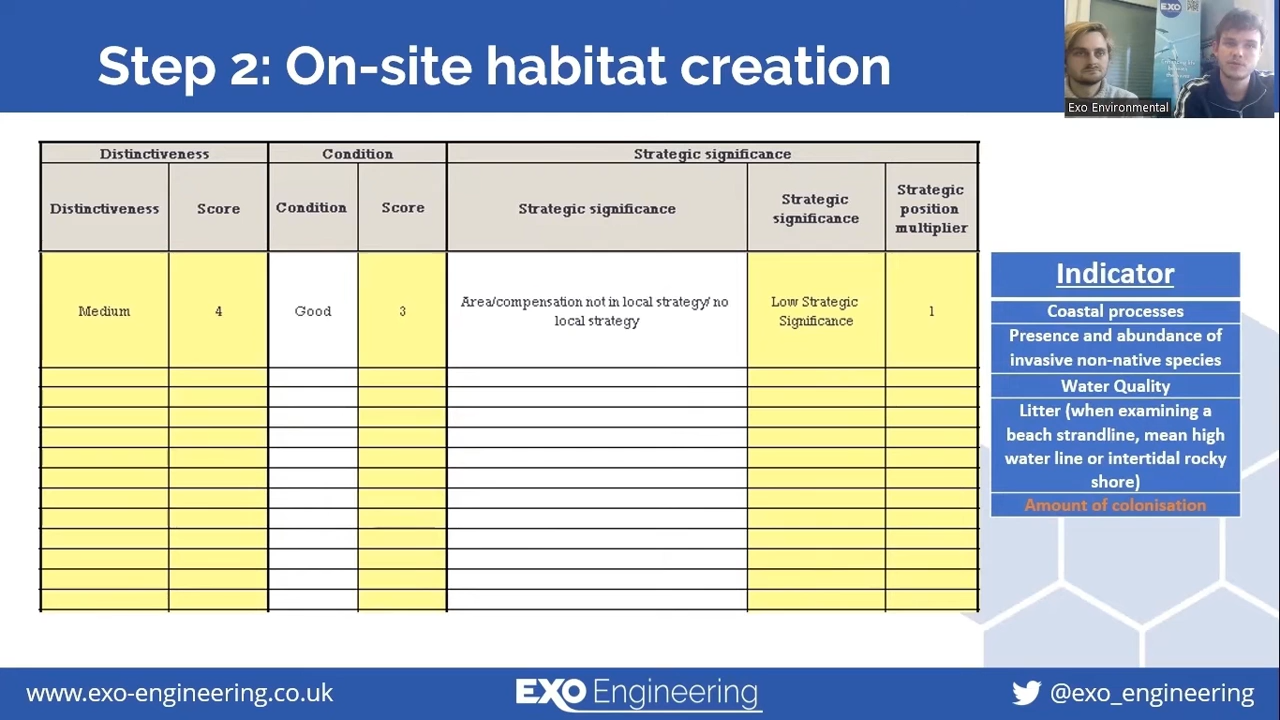 Step 2: On-site habitat creation
EXO
Exo Environmental
Distinctiveness
Condition
Strategic significance
Distinctiveness
Score
Condition
Score
Strategic significance
Strategic
significance
Strategic
position
multiplier
Medium
4
Good
3
Area/compensation not in local strategy/ no
local strategy
Low Strategic
Significance
1
Indicator
Coastal processes
Presence and abundance of
invasive non-native species
Water Quality
Litter (when examining a
beach strandline, mean high
water line or intertidal rocky
shore)
Amount of colonisation
www.exo-engineering.co.uk
EXO Engineering
@exo_engineering